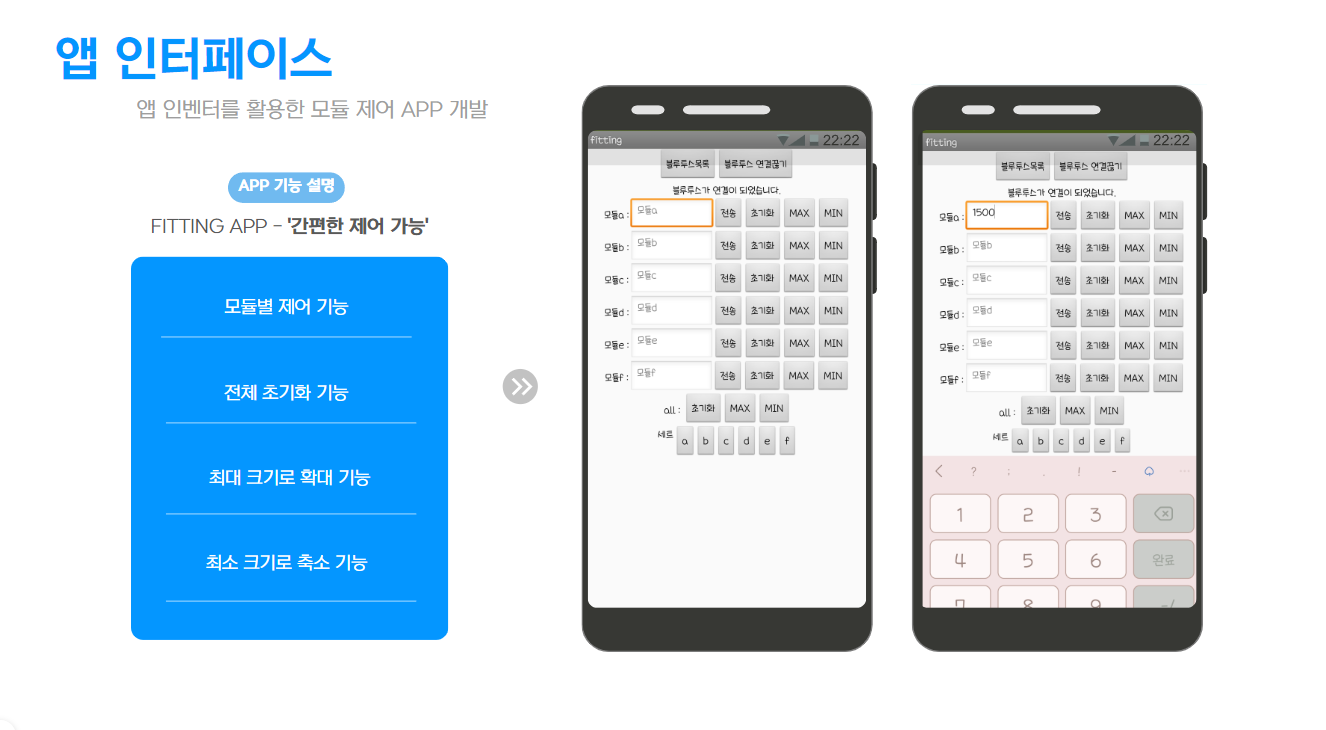 앱 인터페이스
앱 인벤터를 활용한 모듈 제어 APP 개발
APP 기능 설명
FITTING APP - '간편한 제어 가능'
모듈별 제어 기능
전체 초기화 기능
최대 크기로 확대 기능
최소 크기로 축소 기능
fitting 22:22
블루투스목록 블루투스 연결끊기
블루투스가 연결이 되었습니다.
모듈a : 모듈a 전송 초기화 MAX MIN
모듈b : 모듈b 전송 초기화 MAX MIN
모듈c : 모듈c 전송 초기화 MAX MIN
모듈d : 모듈d 전송 초기화 MAX MIN
모듈e : 모듈e 전송 초기화 MAX MIN
모듈f : 모듈f 전송 초기화 MAX MIN
all : 초기화 MAX MIN
세로 a b c d e f
fitting 22:22
블루투스목록 블루투스 연결끊기
블루투스가 연결이 되었습니다.
모듈a : 1500 전송 초기화 MAX MIN
모듈b : 모듈b 전송 초기화 MAX MIN
모듈c : 모듈c 전송 초기화 MAX MIN
모듈d : 모듈d 전송 초기화 MAX MIN
모듈e : 모듈e 전송 초기화 MAX MIN
모듈f : 모듈f 전송 초기화 MAX MIN
all : 초기화 MAX MIN
세로 a b c d e f
? ; . ! -
1 2 3
4 5 6 완료
7 8 9 -/